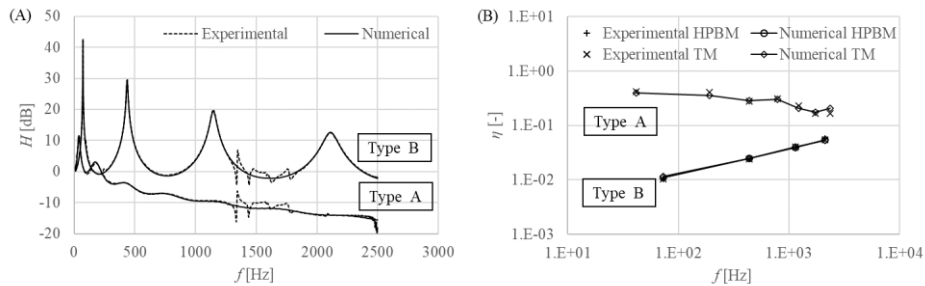 (A)
Experimental Numerical
50
40
30
20
10
0
-10
-20
H [dB]
Type B
Type A
0 500 1000 1500 2000 2500 3000
f [Hz]
(B)
Experimental HPBM Numerical HPBM
Experimental TM Numerical TM
1.E+01
1.E+00
1.E-01
1.E-02
1.E-03
η [-]
Type A
Type B
1.E+01 1.E+02 1.E+03 1.E+04
f [Hz]